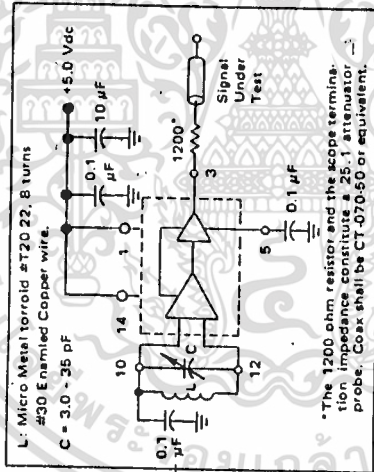 L: Micro Metal torroid #T20 22, 8 turns
#30 Enamled Copper wire.
C = 3.0 - 35 pF
+5.0 Vdc
10 µF
0.1
µF
1
14
10
C
L
12
0.1
µF
3
1200*
Signal
Under
Test
5
0.1 µF
*The 1200 ohm resistor and the scope termina-
tion impedance constitute a 25:1 attenuator
probe. Coax shall be CT-070-50 or equivalent.